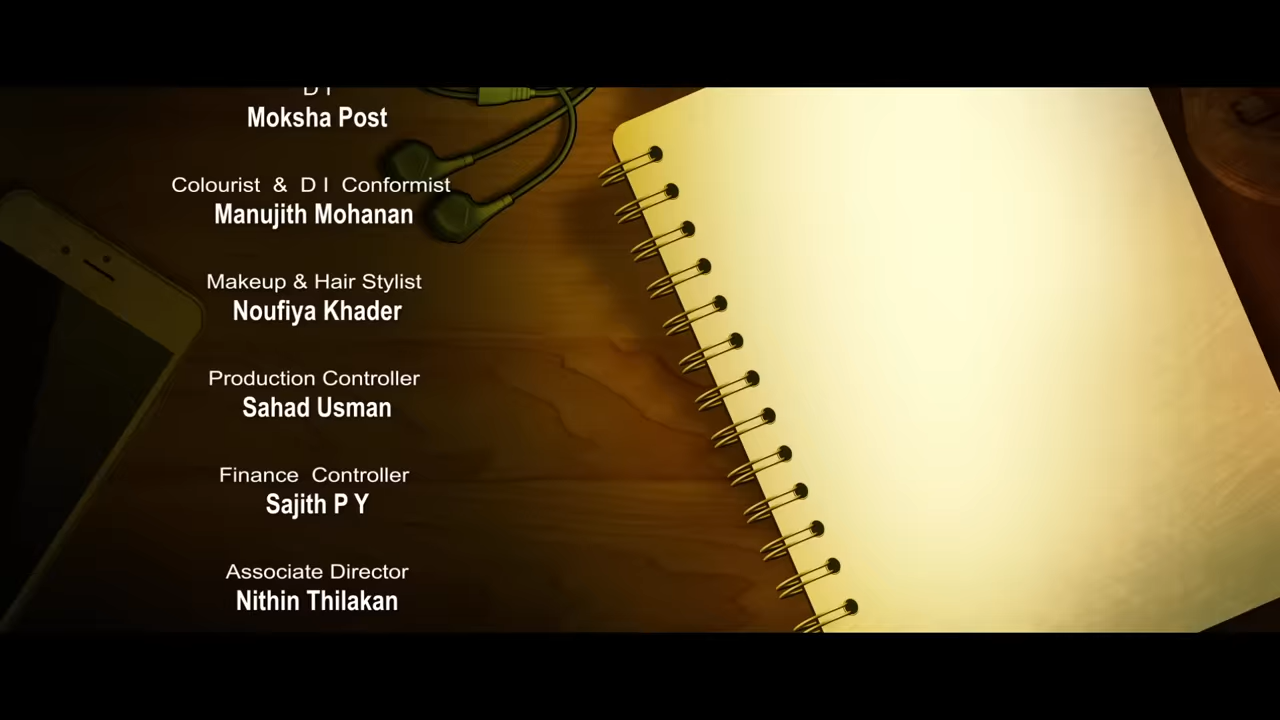 D I
Moksha Post
Colourist & D I Conformist
Manujith Mohanan
Makeup & Hair Stylist
Noufiya Khader
Production Controller
Sahad Usman
Finance Controller
Sajith P Y
Associate Director
Nithin Thilakan